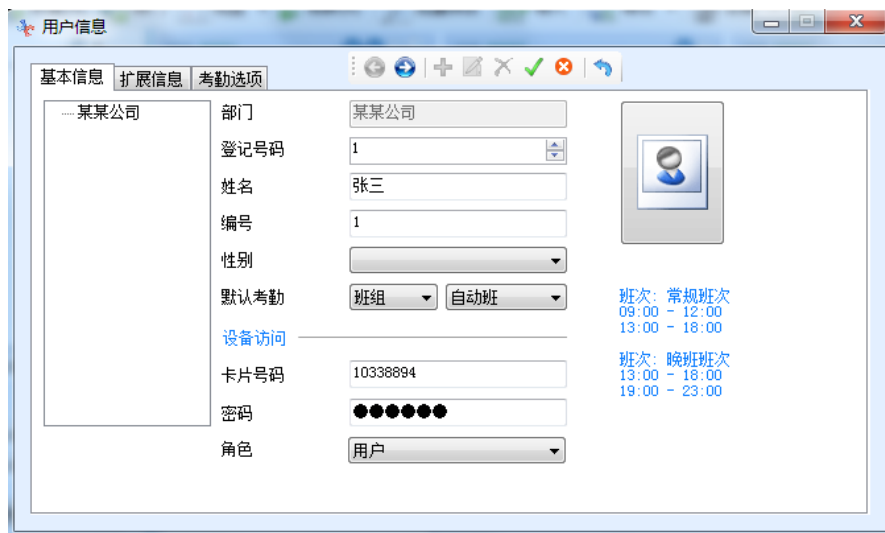 用户信息
基本信息 扩展信息 考勤选项
某某公司
部门 某某公司
登记号码 1
姓名 张三
编号 1
性别
默认考勤 班组 自动班
设备访问
卡片号码 10338894
密码 ●●●●●●
角色 用户
班次: 常规班次
09:00 - 12:00
13:00 - 18:00
班次: 晚班班次
13:00 - 18:00
19:00 - 23:00